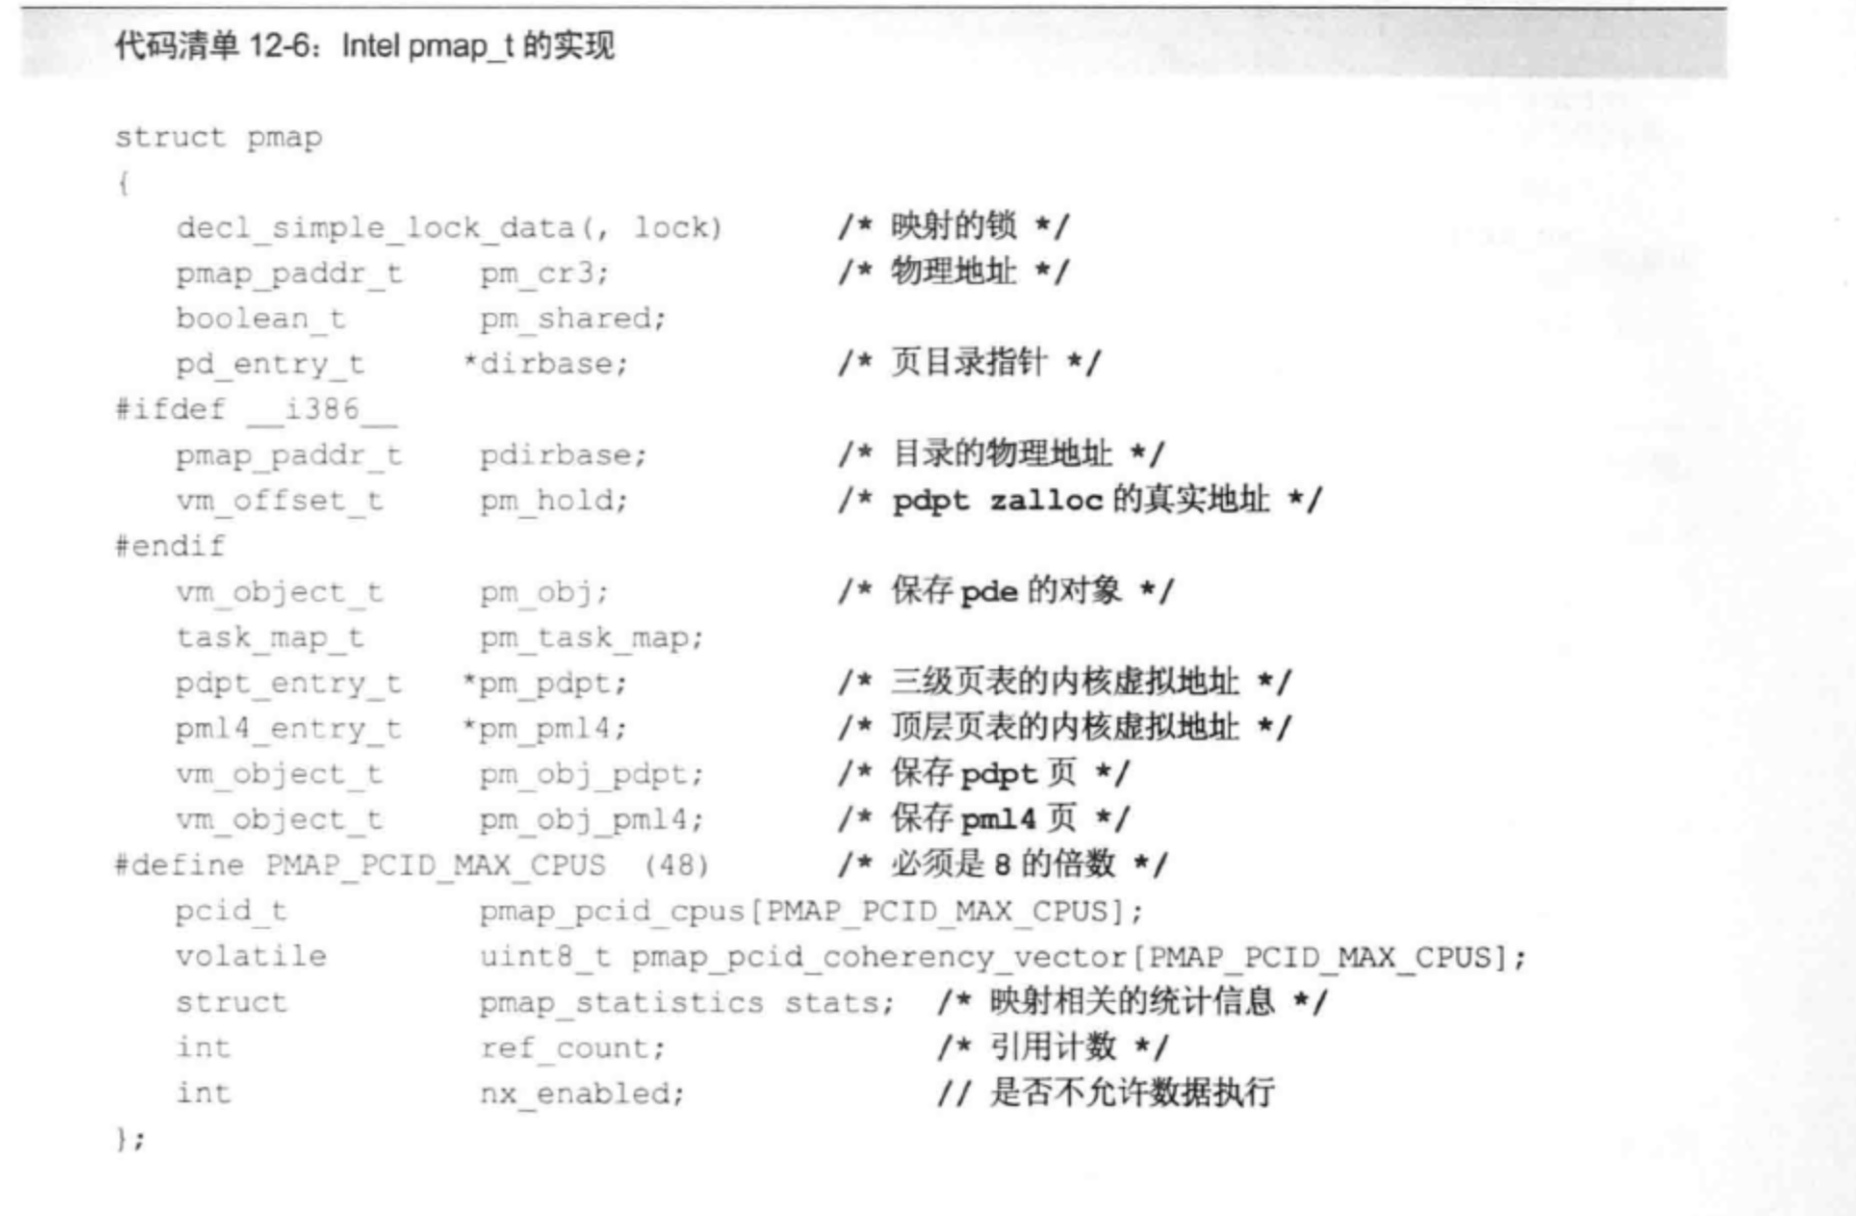 代码清单 12-6：Intel pmap_t 的实现
struct pmap
{
decl_simple_lock_data(, lock) /* 映射的锁 */
pmap_paddr_t pm_cr3; /* 物理地址 */
boolean_t pm_shared;
pd_entry_t *dirbase; /* 页目录指针 */
#ifdef __i386__
pmap_paddr_t pdirbase; /* 目录的物理地址 */
vm_offset_t pm_hold; /* pdpt zalloc 的真实地址 */
#endif
vm_object_t pm_obj; /* 保存 pde 的对象 */
task_map_t pm_task_map;
pdpt_entry_t *pm_pdpt; /* 三级页表的内核虚拟地址 */
pml4_entry_t *pm_pml4; /* 顶层页表的内核虚拟地址 */
vm_object_t pm_obj_pdpt; /* 保存 pdpt 页 */
vm_object_t pm_obj_pml4; /* 保存 pml4 页 */
#define PMAP_PCID_MAX_CPUS (48) /* 必须是 8 的倍数 */
pcid_t pmap_pcid_cpus[PMAP_PCID_MAX_CPUS];
volatile uint8_t pmap_pcid_coherency_vector[PMAP_PCID_MAX_CPUS];
struct pmap_statistics stats; /* 映射相关的统计信息 */
int ref_count; /* 引用计数 */
int nx_enabled; // 是否不允许数据执行
};